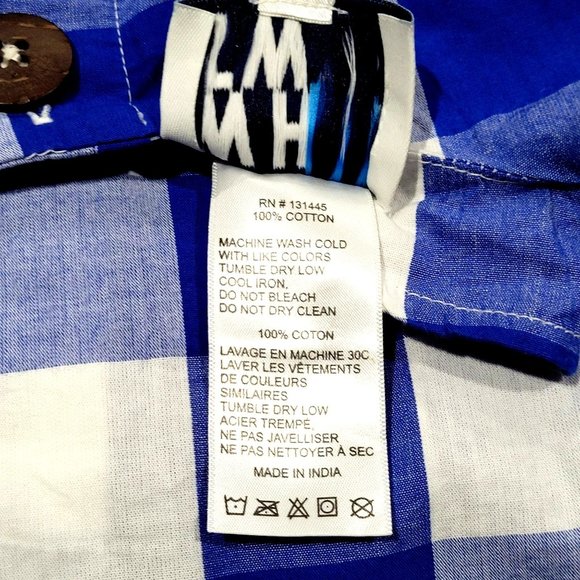 RN # 131445
100% COTTON
MACHINE WASH COLD
WITH LIKE COLORS
TUMBLE DRY LOW
COOL IRON,
DO NOT BLEACH
DO NOT DRY CLEAN
100% COTON
LAVAGE EN MACHINE 30C
LAVER LES VÊTEMENTS
DE COULEURS
SIMILAIRES
TUMBLE DRY LOW
ACIER TREMPÉ,
NE PAS JAVELLISER
NE PAS NETTOYER À SEC
MADE IN INDIA